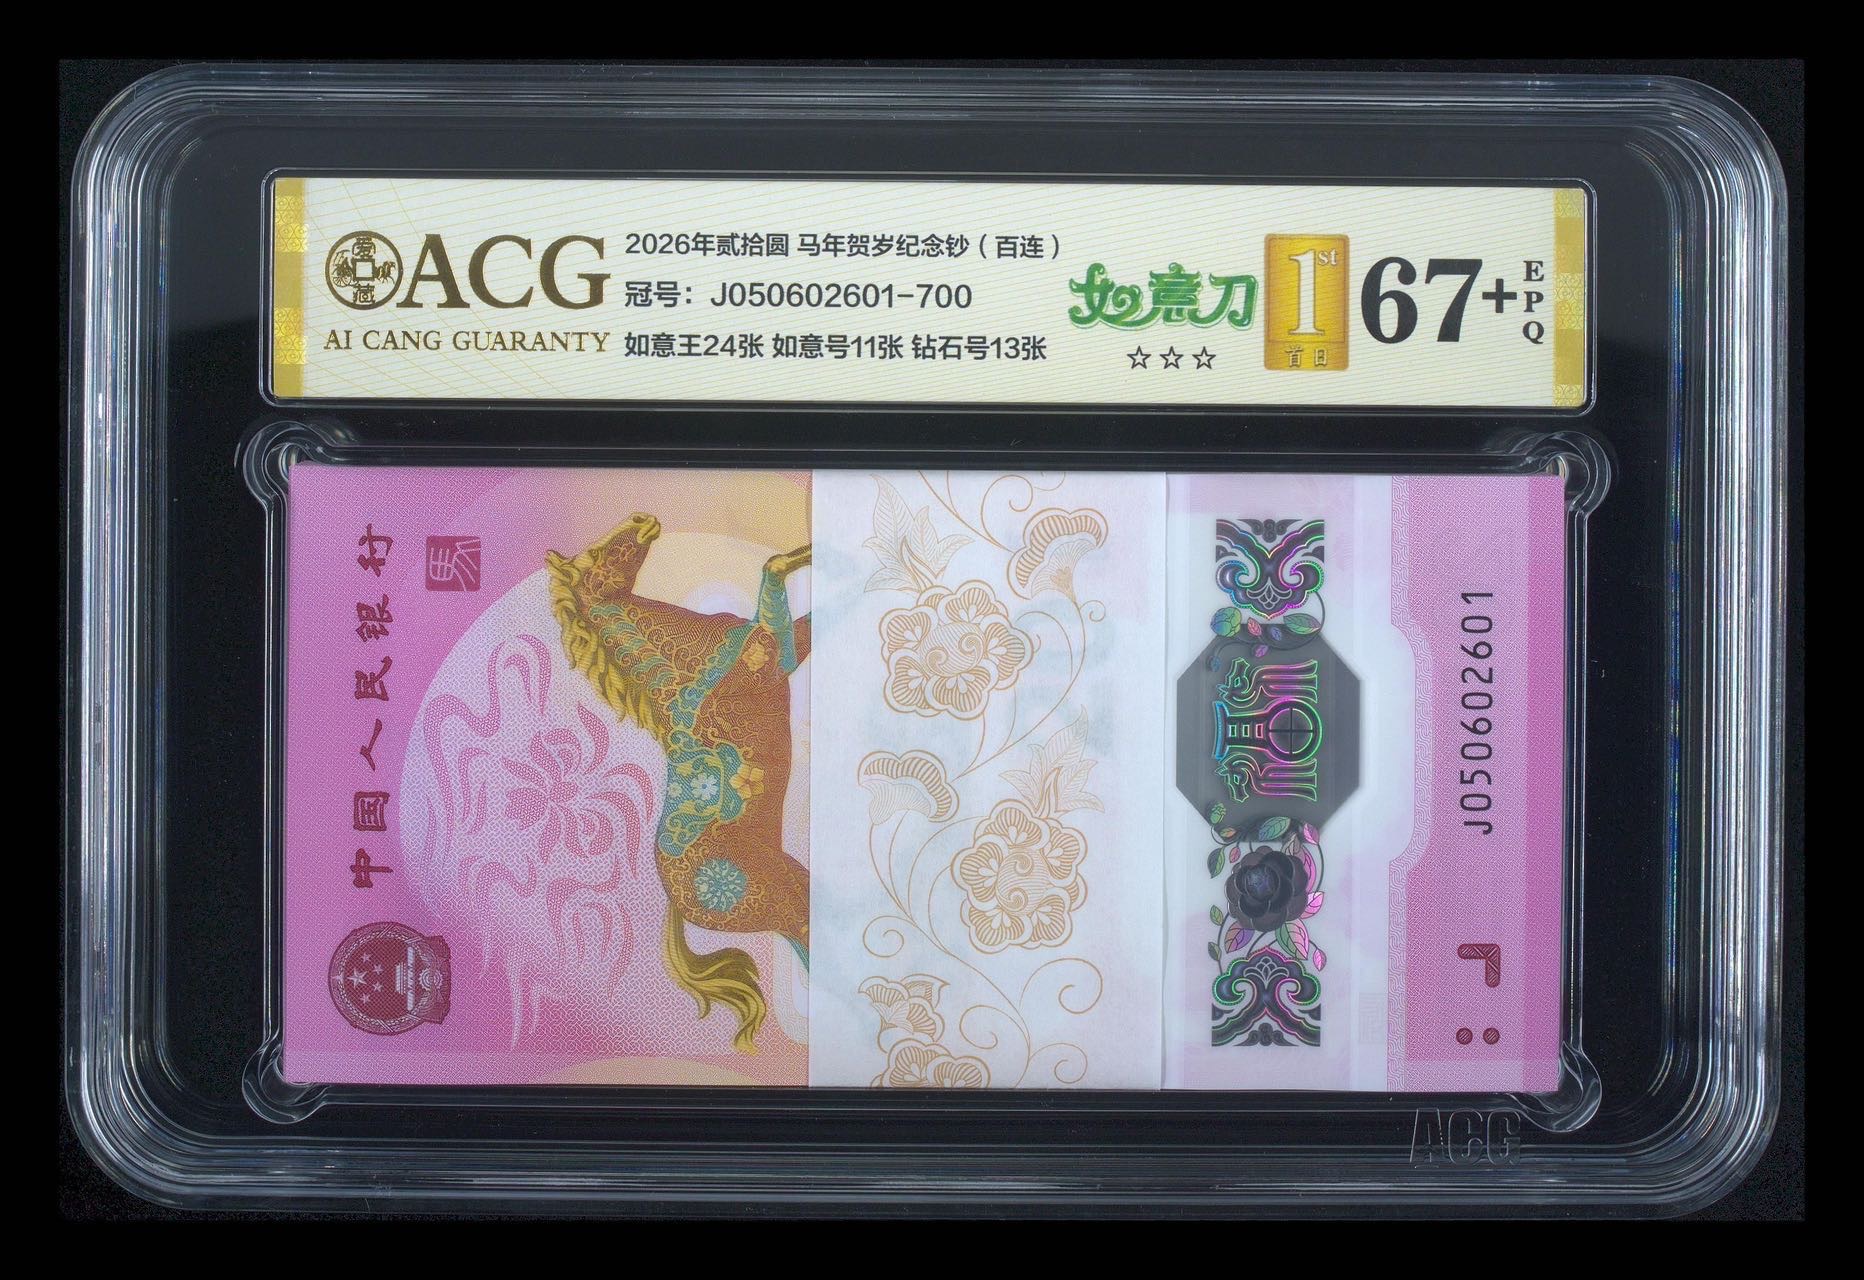 爱藏
ACG
AI CANG GUARANTY
2026年贰拾圆 马年贺岁纪念钞（百连）
冠号：J050602601-700
如意王24张 如意号11张 钻石号13张
如意刀
☆☆☆
1st
首日
67+
EPQ
中国人民银行
J050602601
ACG